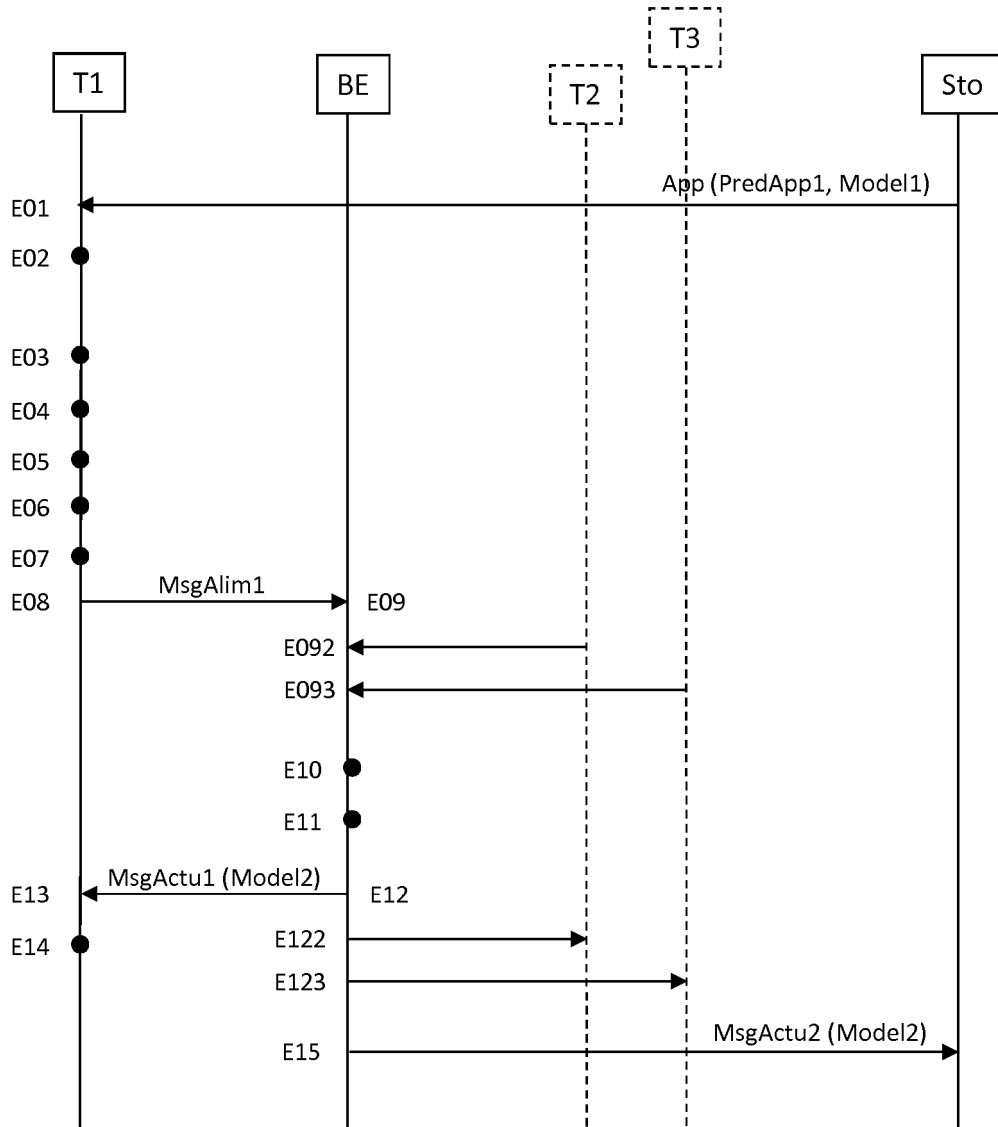 T3
T1
BE
T2
Sto
App (PredApp1, Model1)
E01
E02
E03
E04
E05
E06
E07
MsgAlim1
E08
E09
E092
E093
E10
E11
MsgActu1 (Model2)
E13
E12
E14
E122
E123
MsgActu2 (Model2)
E15